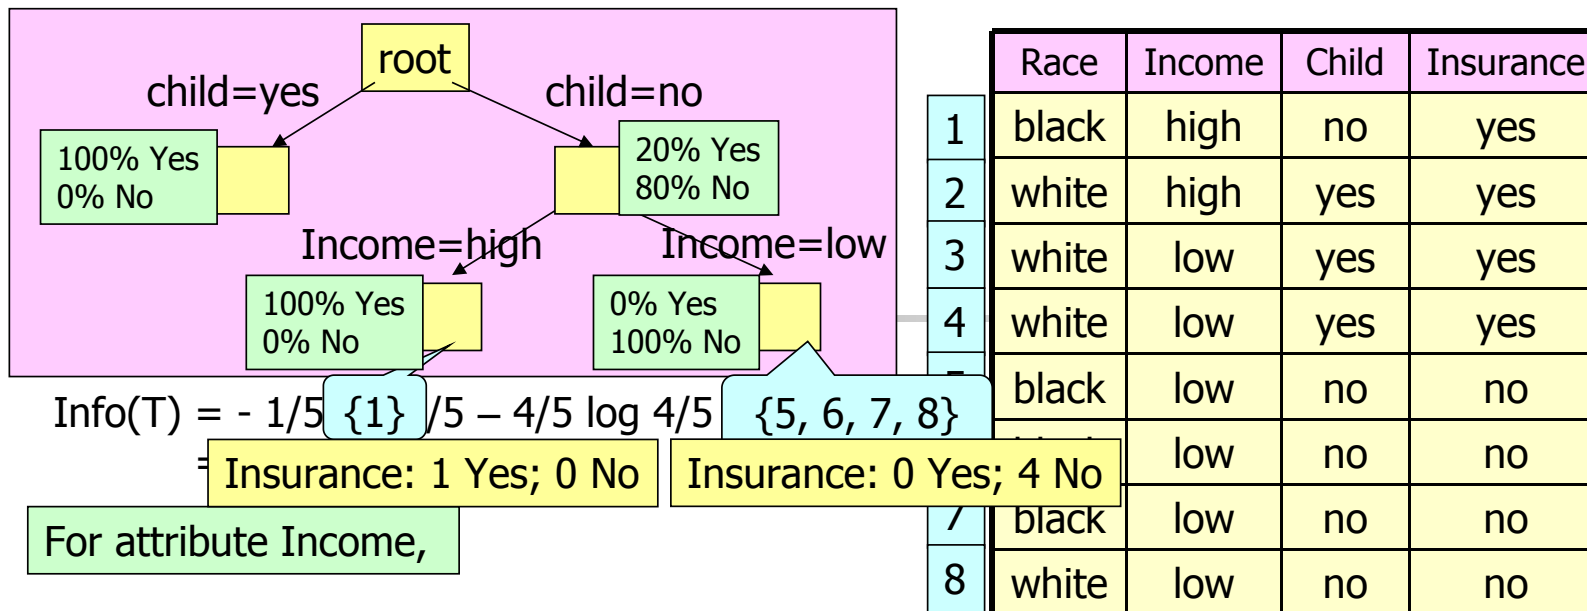 root
child=yes child=no
100% Yes
0% No
20% Yes
80% No
Income=high Income=low
100% Yes
0% No
0% Yes
100% No
Info(T) = - 1/5 {1} /5 – 4/5 log 4/5 {5, 6, 7, 8}
=
Insurance: 1 Yes; 0 No
Insurance: 0 Yes; 4 No
For attribute Income,
Race Income Child Insurance
1 black high no yes
2 white high yes yes
3 white low yes yes
4 white low yes yes
black low no no
low no no
7 black low no no
8 white low no no